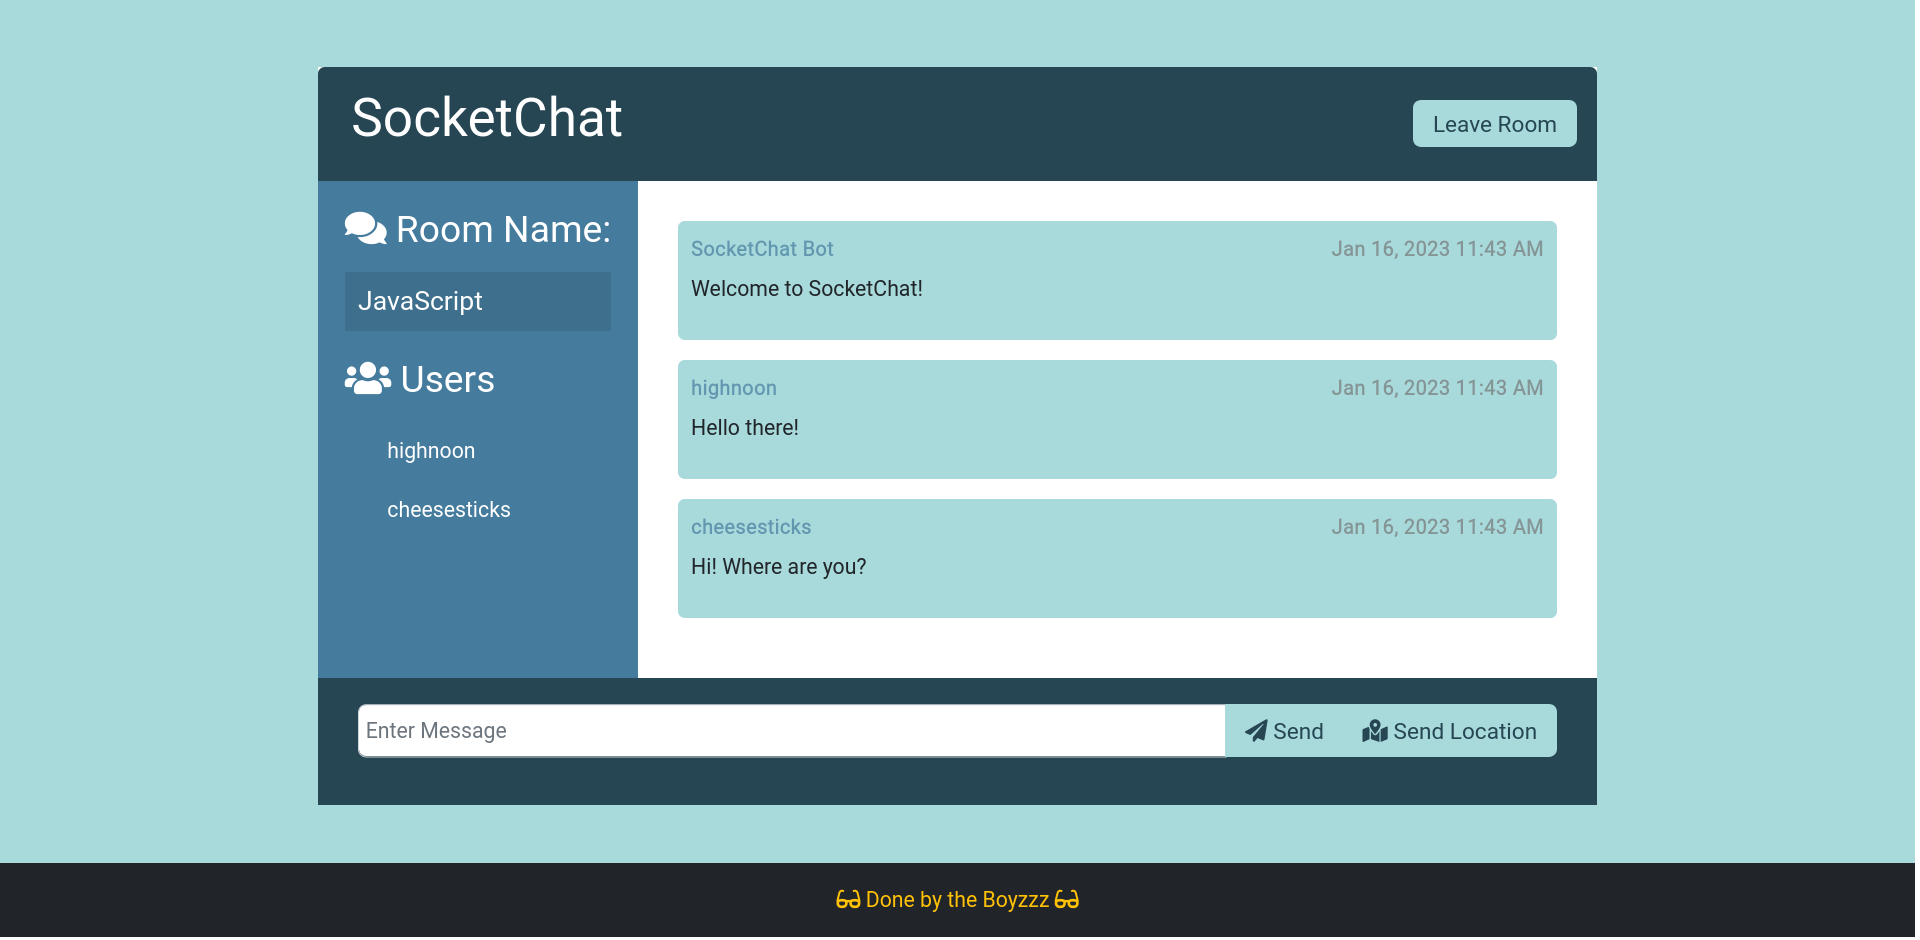 SocketChat
Leave Room
Room Name:
JavaScript
Users
highnoon
cheesesticks
SocketChat Bot Jan 16, 2023 11:43 AM
Welcome to SocketChat!
highnoon Jan 16, 2023 11:43 AM
Hello there!
cheesesticks Jan 16, 2023 11:43 AM
Hi! Where are you?
Enter Message Send Send Location
Done by the Boyzzz